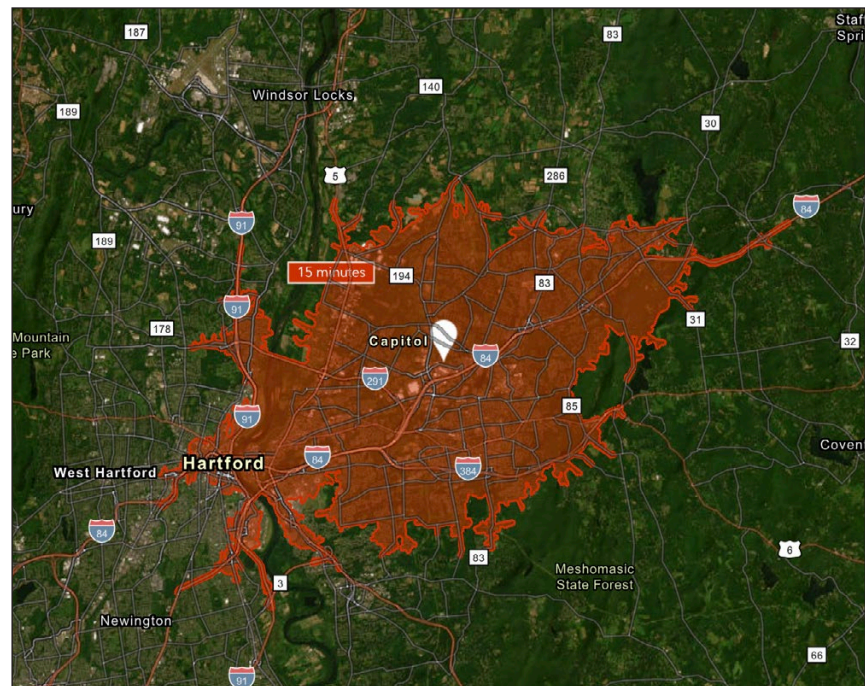 Staf
Spri
187
83
140
Windsor Locks
189
30
5
286
ury
84
91
189
15 minutes
194
83
91
31
178
Mountain
e Park
Capitol
32
84
291
85
91
Coven
West Hartford
Hartford
84
384
84
83
6
Meshomasic
State Forest
3
Newington
66
91